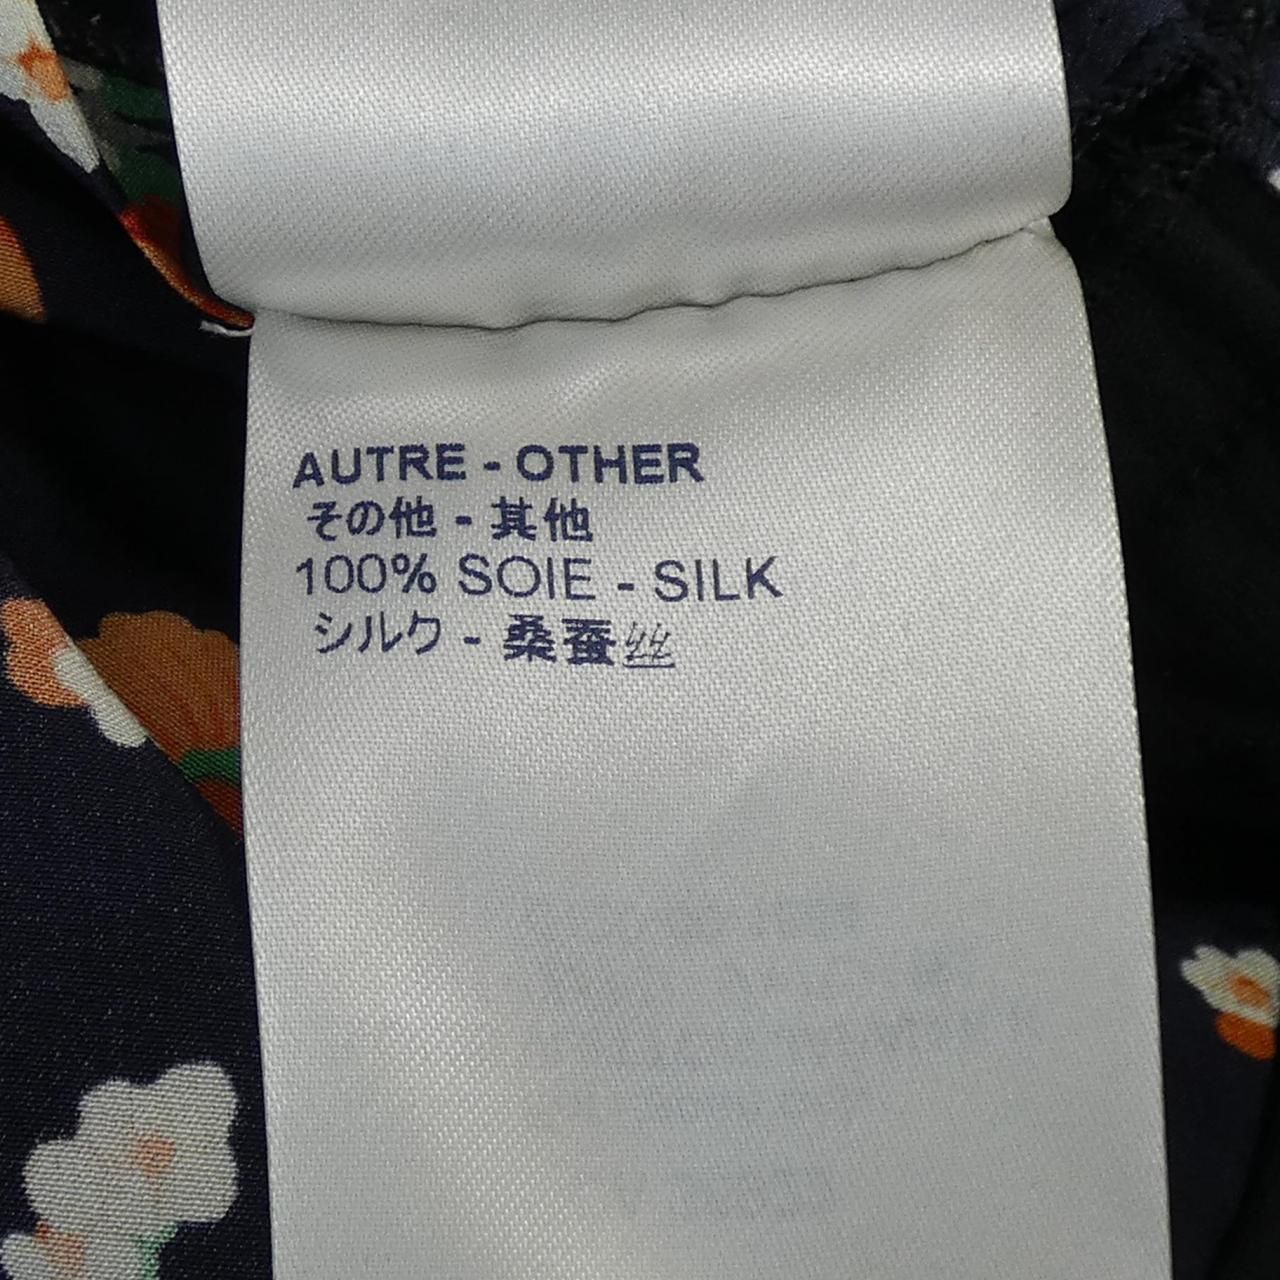 AUTRE - OTHER
その他 - 其他
100% SOIE - SILK
シルク - 桑蚕丝